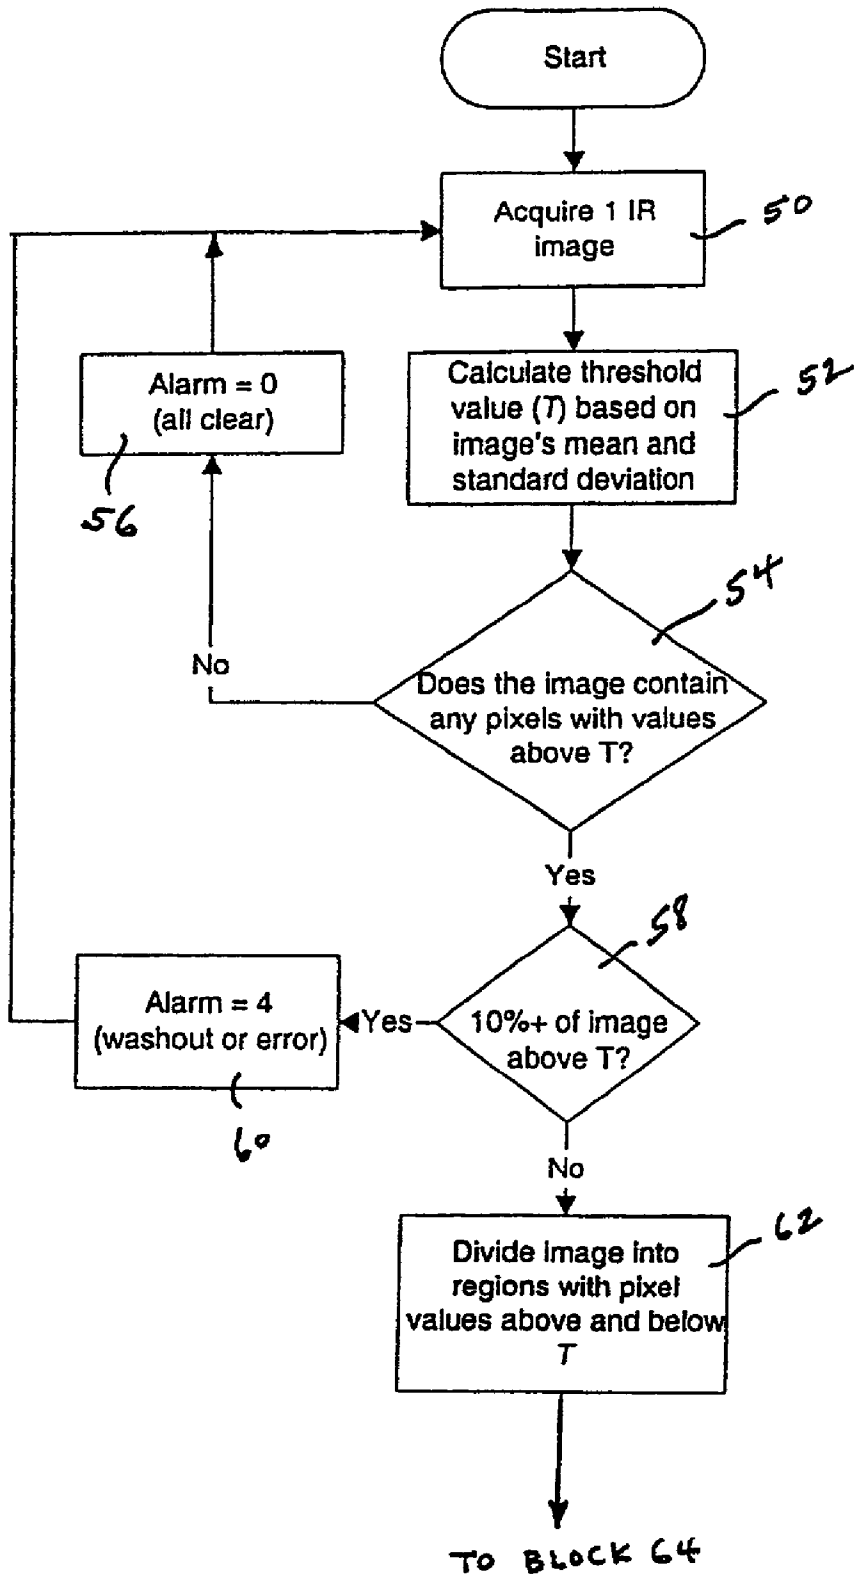 Start
Acquire 1 IR
image
50
Calculate threshold
value (T) based on
image's mean and
standard deviation
52
Alarm = 0
(all clear)
56
54
No
Does the image contain
any pixels with values
above T?
Yes
58
Alarm = 4
(washout or error)
60
Yes
10%+ of image
above T?
No
62
Divide image into
regions with pixel
values above and below
T
TO BLOCK 64